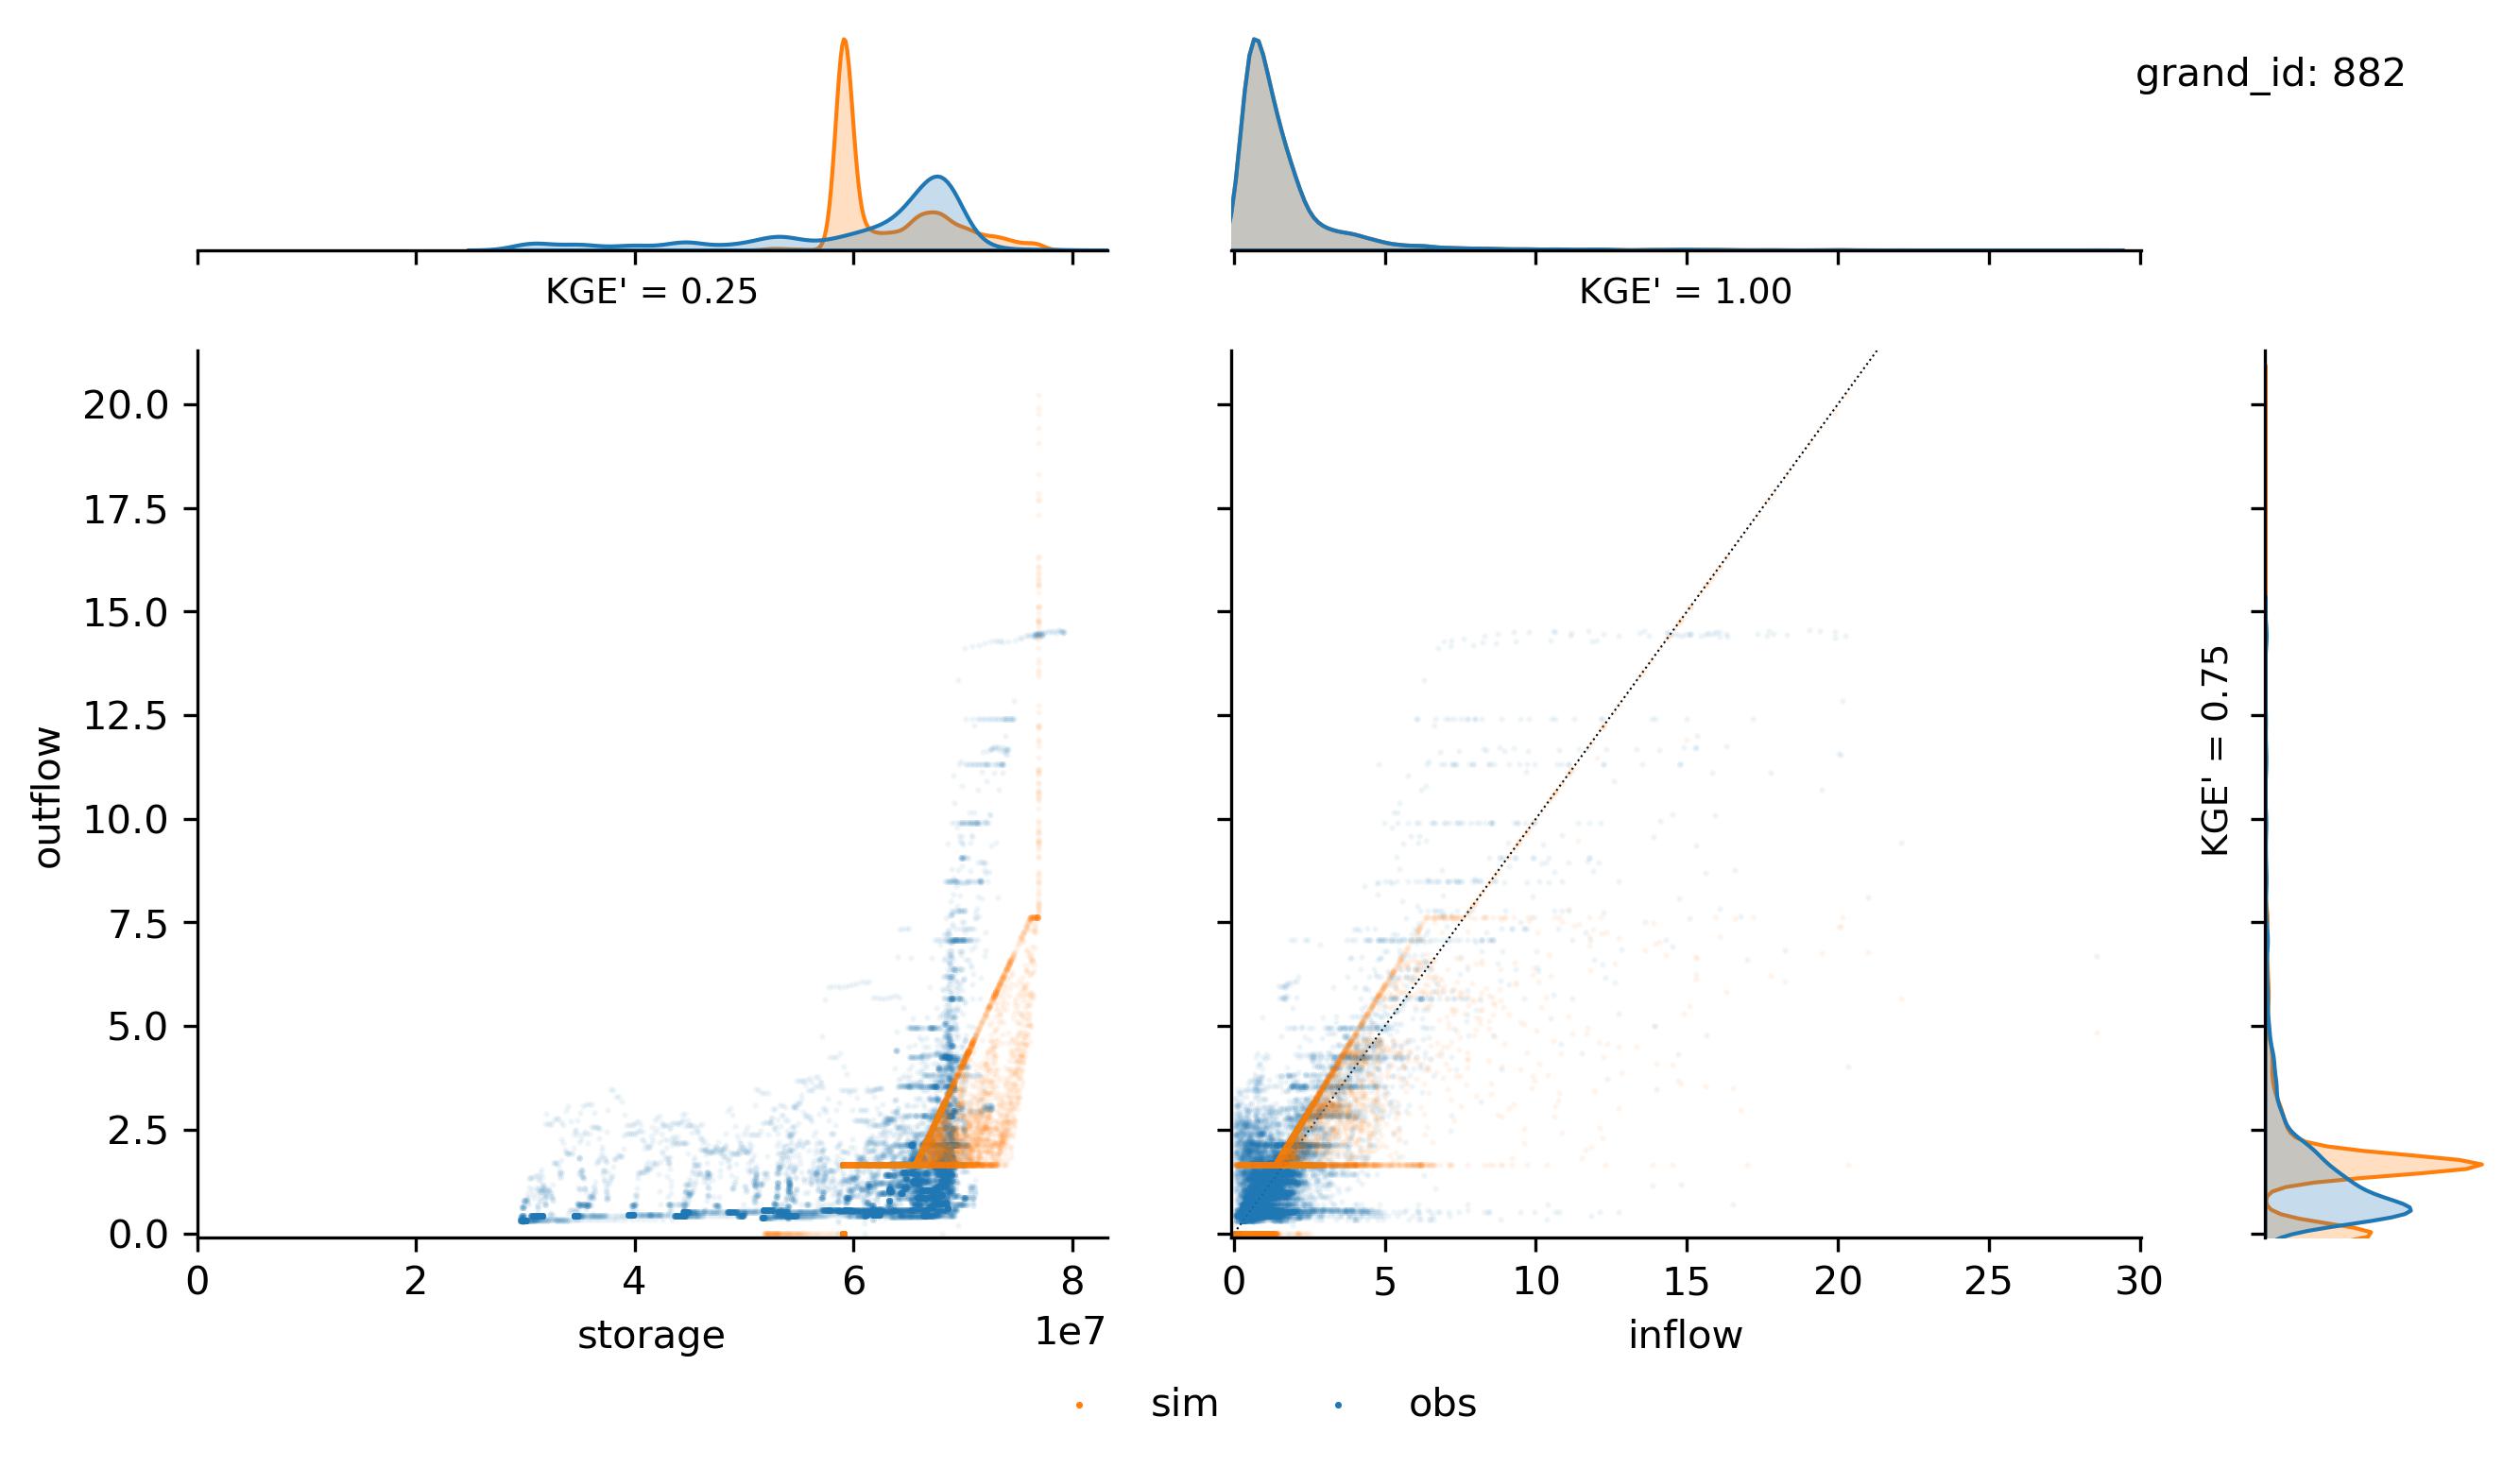 grand_id: 882
KGE' = 0.25
KGE' = 1.00
20.0
17.5
15.0
12.5
10.0
7.5
5.0
2.5
0.0
outflow
KGE' = 0.75
0 2 4 6 8
1e7
storage
0 5 10 15 20 25 30
inflow
sim obs